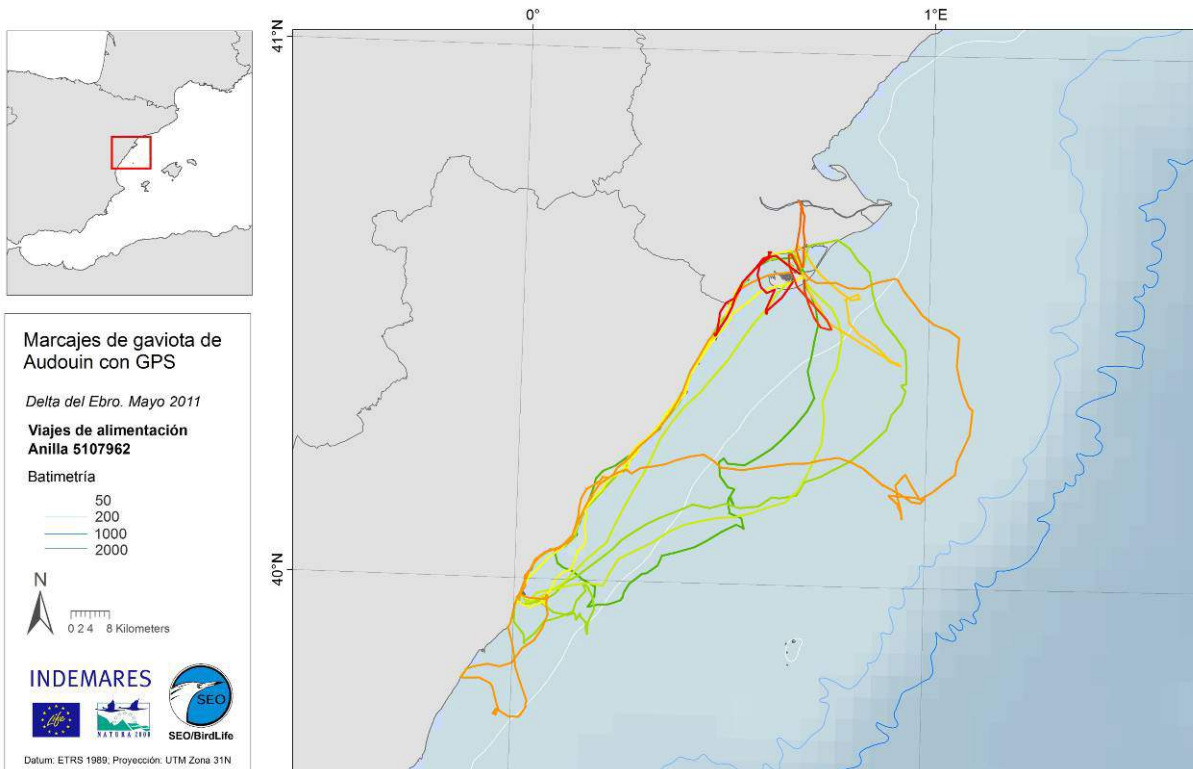 0°
1°E
41°N
40°N
Marcajes de gaviota de
Audouin con GPS
Delta del Ebro. Mayo 2011
Viajes de alimentación
Anilla 5107962
Batimetría
50
200
1000
2000
N
0 2 4 8 Kilometers
INDEMARES
Life
NATURA 2000
SEO
SEO/BirdLife
Datum: ETRS 1989; Proyección: UTM Zona 31N